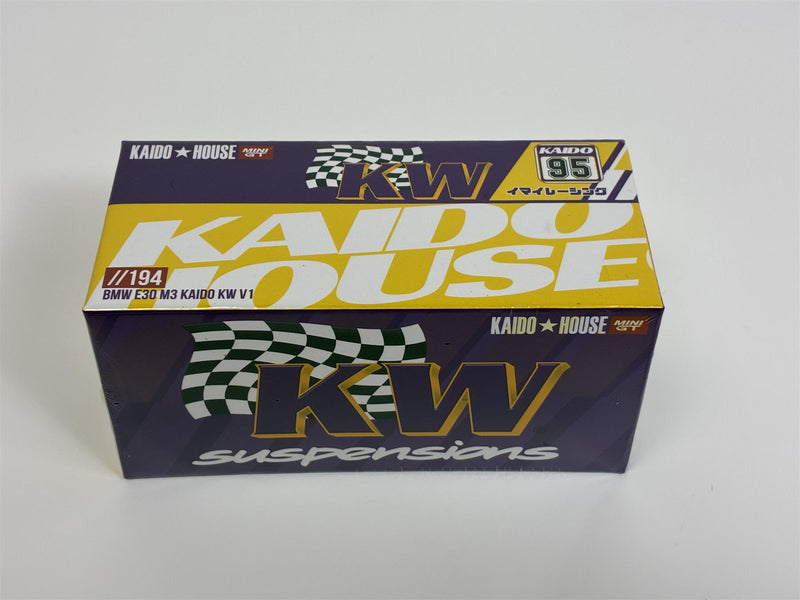 KAIDO★HOUSE MINI GT
KW
KAIDO
95
イマイレーシング
KAIDO
HOUSE
//194
BMW E30 M3 KAIDO KW V1
KAIDO★HOUSE MINI GT
KW
suspensions